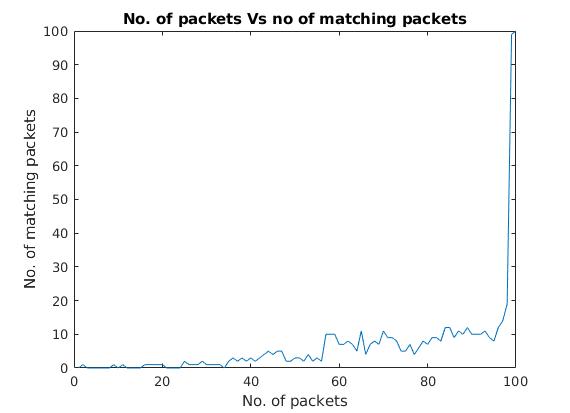 No. of packets Vs no of matching packets
100
90
80
70
60
50
40
30
20
10
0
No. of matching packets
0 20 40 60 80 100
No. of packets